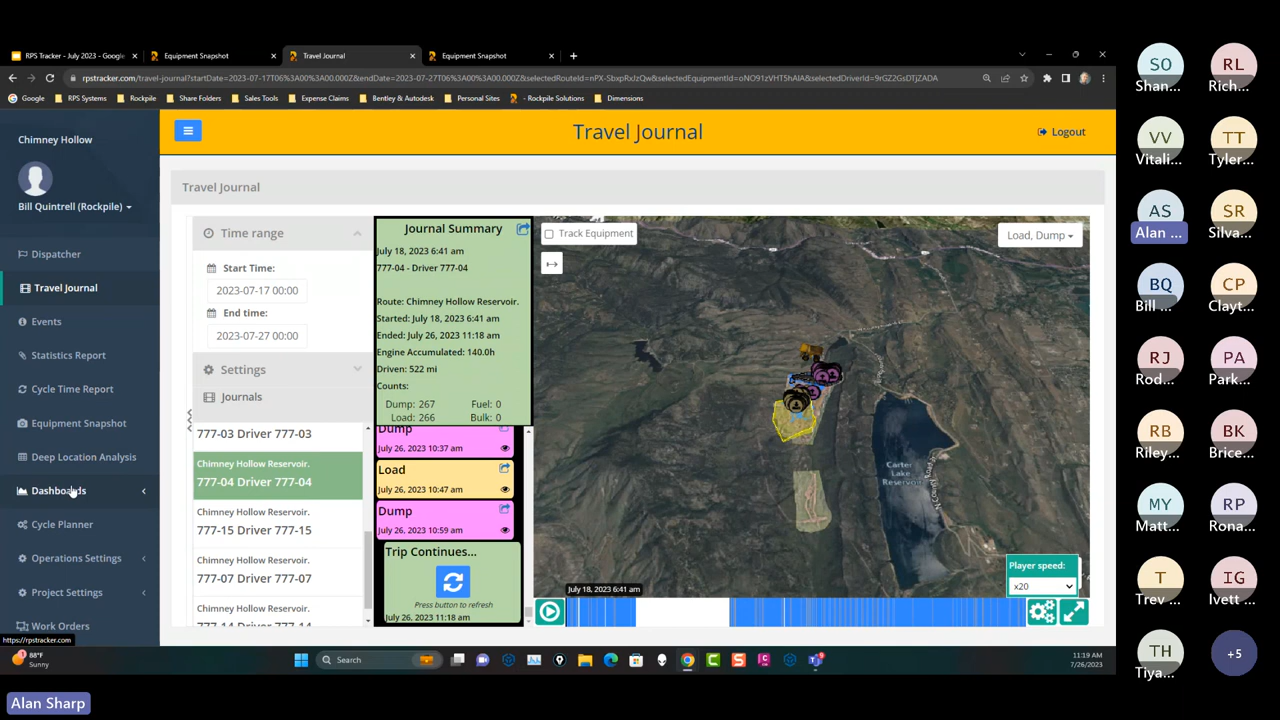 RPS Tracker - July 2023 - Google
Equipment Snapshot
Travel Journal
Equipment Snapshot
Google
RPS Systems
Rockpile
Share Folders
Sales Tools
Expense Claims
Bentley & Autodesk
Personal Sites
- Rockpile Solutions
Dimensions
Chimney Hollow
Bill Quintrell (Rockpile)
Dispatcher
Travel Journal
Events
Statistics Report
Cycle Time Report
Equipment Snapshot
Deep Location Analysis
Dashboards
Cycle Planner
Operations Settings
Project Settings
Work Orders
https://rpstracker.com
Travel Journal
Logout
Travel Journal
Time range
Start Time:
2023-07-17 00:00
End time:
2023-07-27 00:00
Settings
Journals
777-03 Driver 777-03
Chimney Hollow Reservoir.
777-04 Driver 777-04
Chimney Hollow Reservoir.
777-15 Driver 777-15
Chimney Hollow Reservoir.
777-07 Driver 777-07
Chimney Hollow Reservoir.
777-14 Driver 777-14
Journal Summary
July 18, 2023 6:41 am
777-04 - Driver 777-04
Route: Chimney Hollow Reservoir.
Started: July 18, 2023 6:41 am
Ended: July 26, 2023 11:18 am
Engine Accumulated: 140.0h
Driven: 522 mi
Counts:
Dump: 267 Fuel: 0
Load: 266 Bulk: 0
Dump
July 26, 2023 10:37 am
Load
July 26, 2023 10:47 am
Dump
July 26, 2023 10:59 am
Trip Continues...
Press button to refresh
July 26, 2023 11:18 am
Track Equipment
Load, Dump
Carter
Lake
Reservoir
Player speed:
x20
July 18, 2023 6:41 am
88°F
Sunny
Search
11:19 AM
7/26/2023
SO
Shan...
RL
Rich...
VV
Vitali...
TT
Tyler...
AS
Alan ...
SR
Silva...
BQ
Bill ...
CP
Clayt...
RJ
Rod...
PA
Park...
RB
Riley...
BK
Brice...
MY
Matt...
RP
Rona...
T
Trev ...
IG
Ivett ...
TH
Tiya...
+5
Alan Sharp